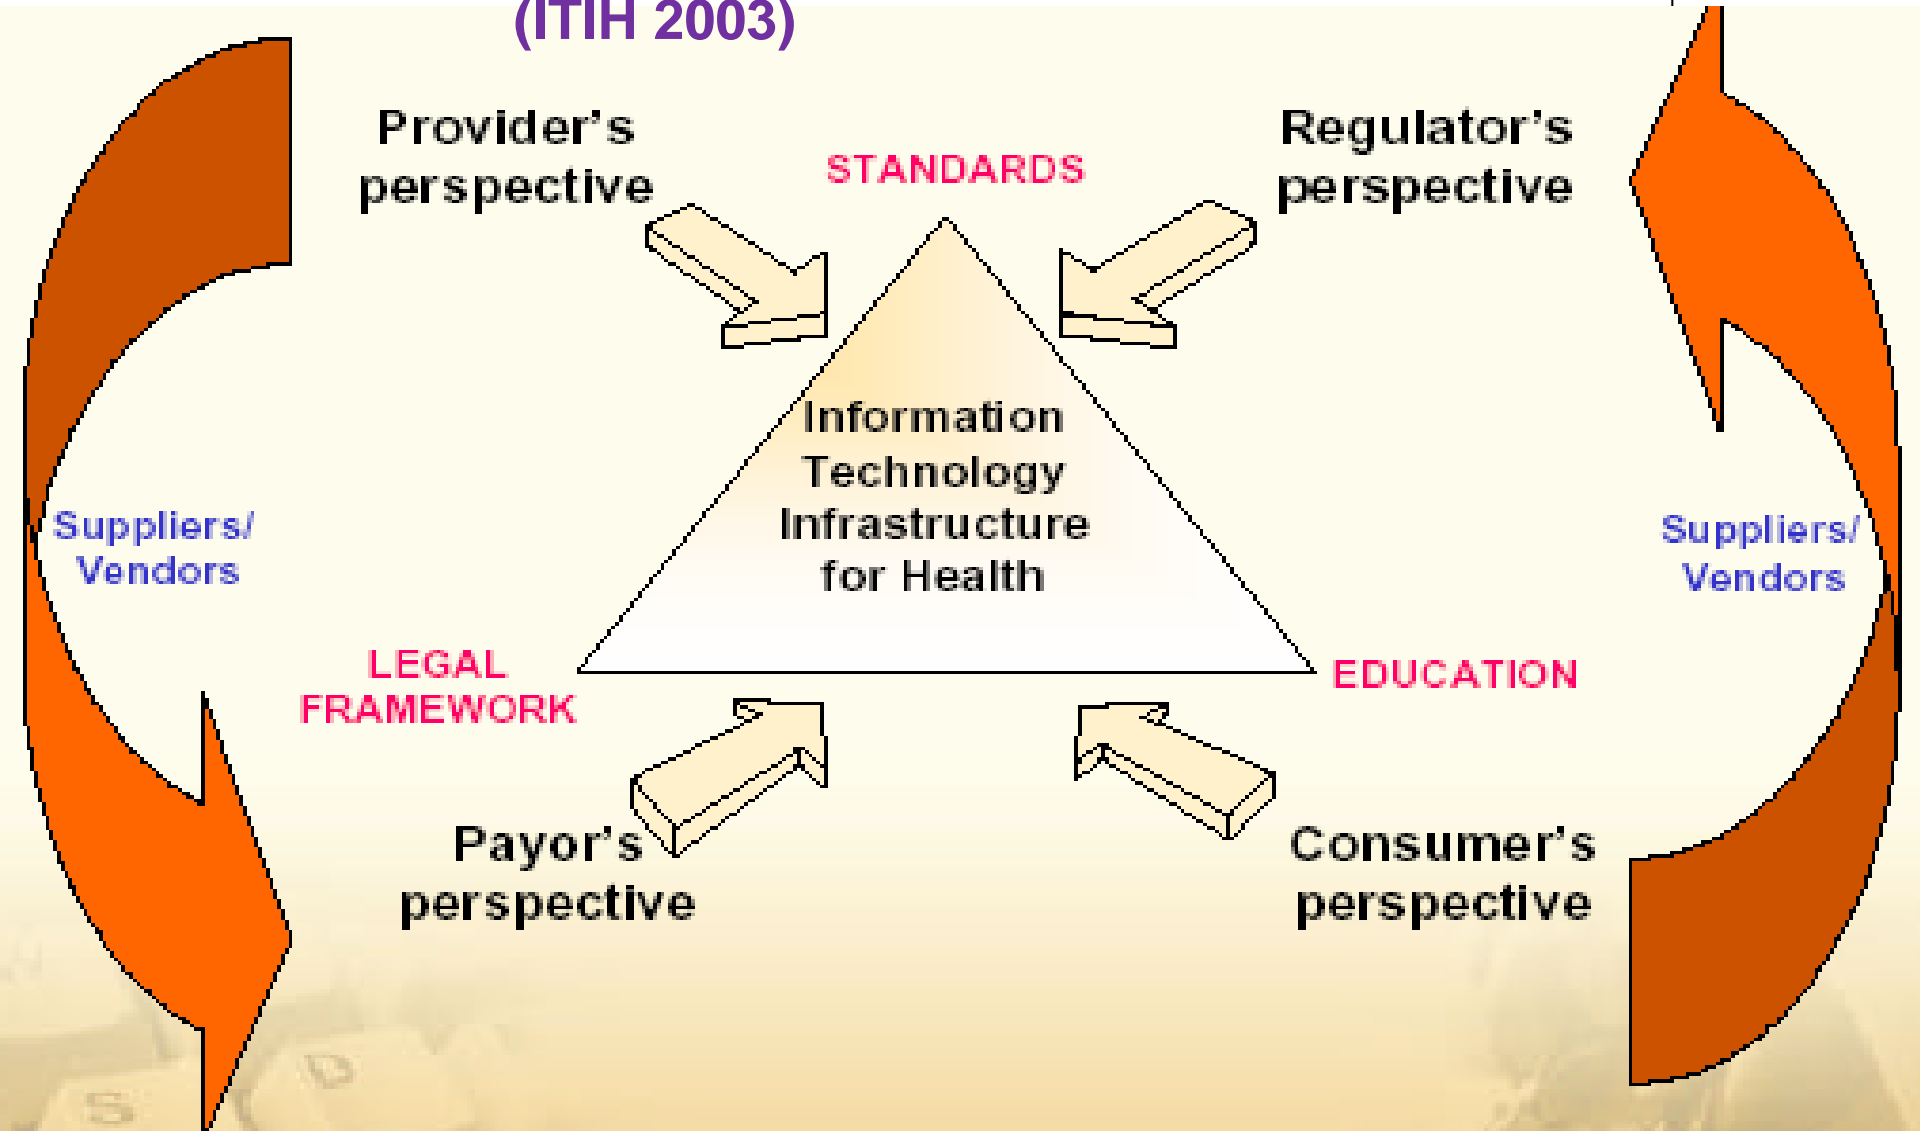 (ITIH 2003)
Provider's
perspective
STANDARDS
Regulator's
perspective
Information
Technology
Infrastructure
for Health
Suppliers/
Vendors
Suppliers/
Vendors
LEGAL
FRAMEWORK
EDUCATION
Payor's
perspective
Consumer's
perspective
S
D